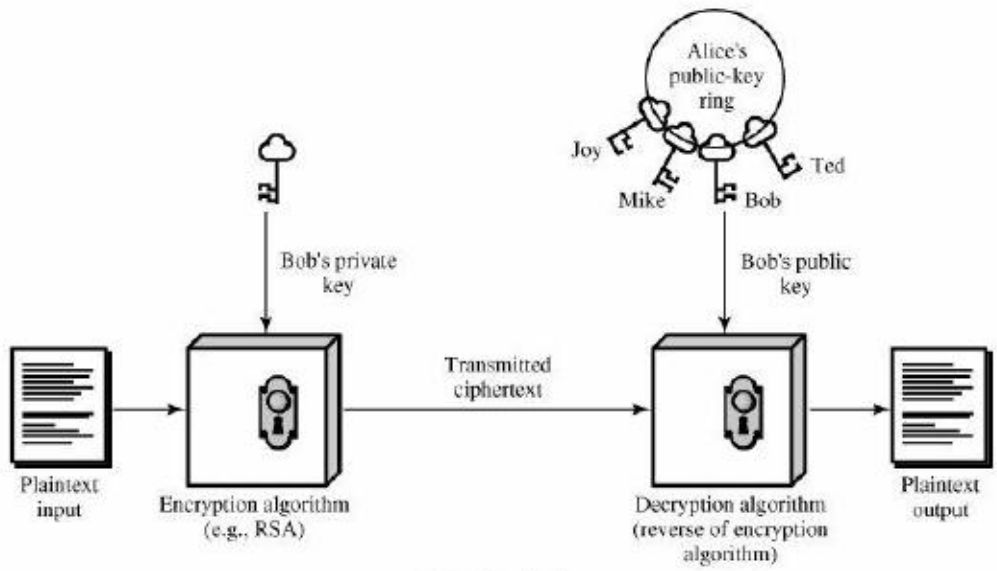 Alice's
public-key
ring
Joy
Ted
Mike
Bob
Bob's private
key
Bob's public
key
Transmitted
ciphertext
Plaintext
input
Encryption algorithm
(e.g., RSA)
Decryption algorithm
(reverse of encryption
algorithm)
Plaintext
output